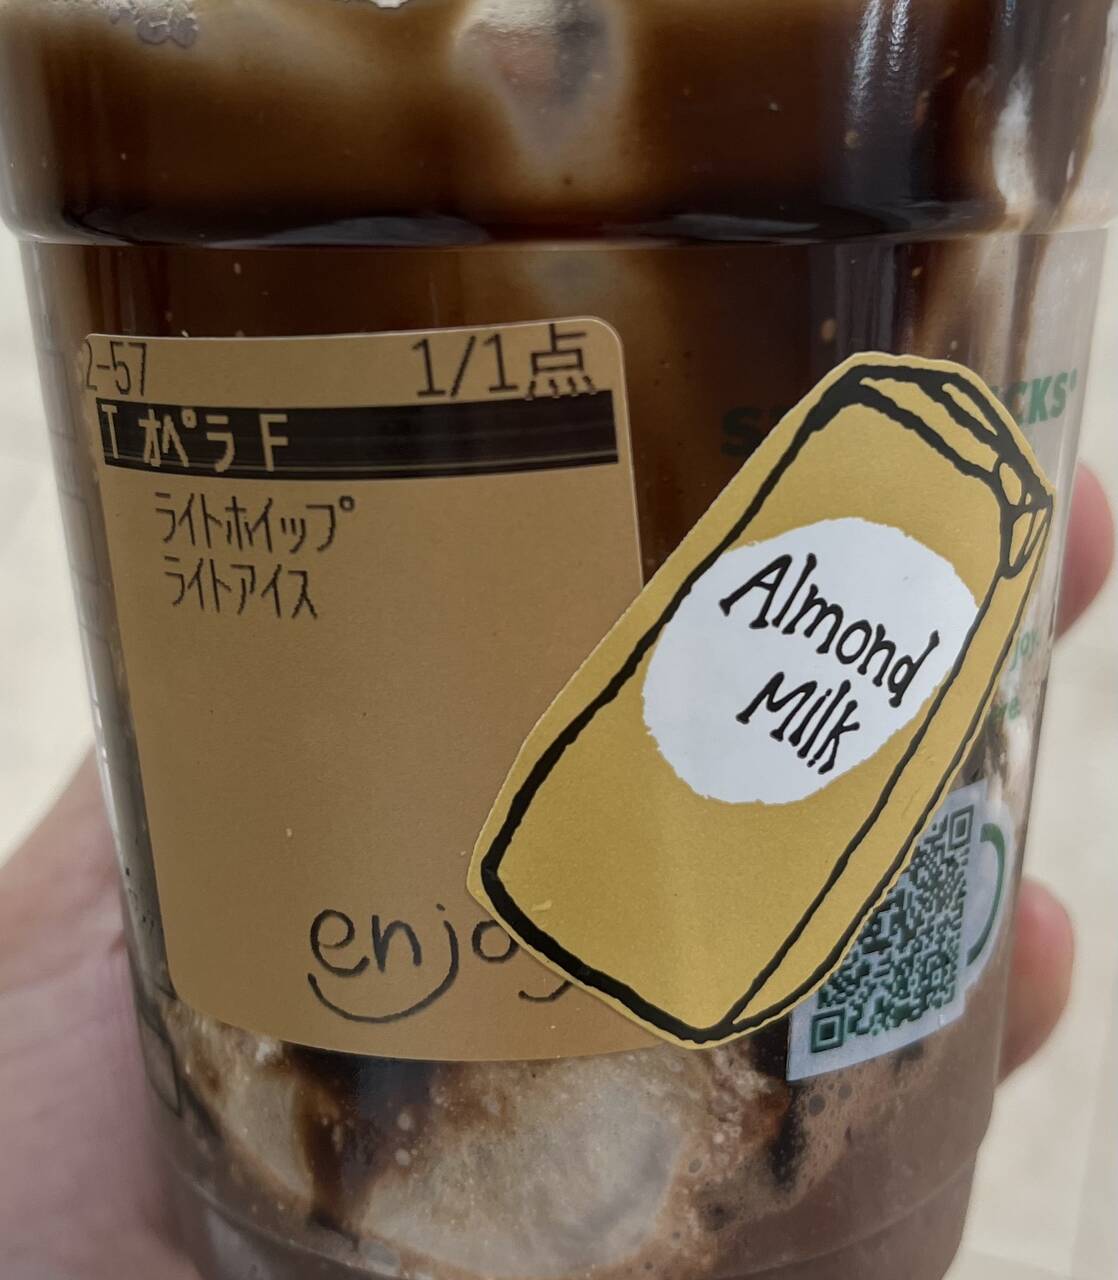 2-57 1/1点
T オペラ F
ライトホイップ
ライトアイス
enjoy
Almond
Milk